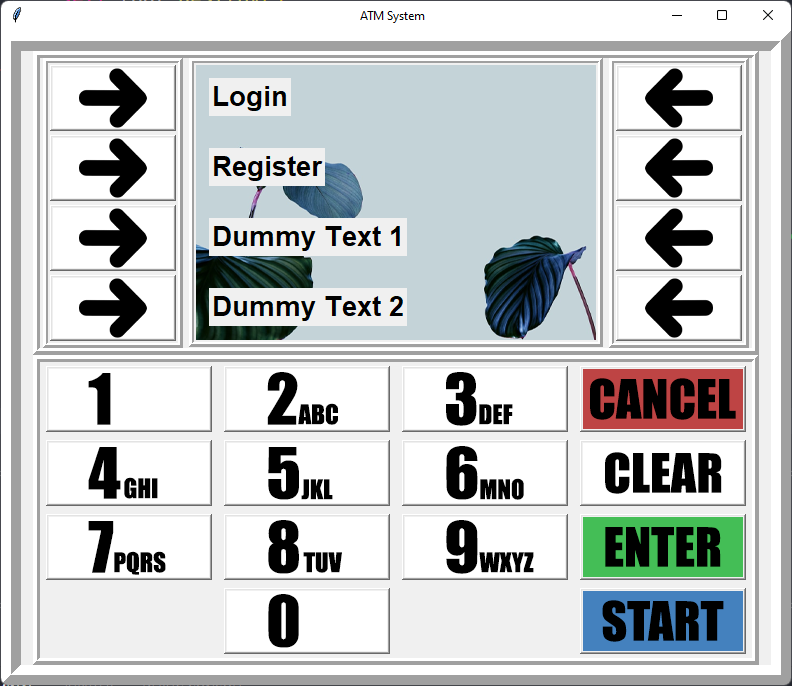 ATM System
Login
Register
Dummy Text 1
Dummy Text 2
1 2ABC 3DEF CANCEL
4GHI 5JKL 6MNO CLEAR
7PQRS 8TUV 9WXYZ ENTER
0 START